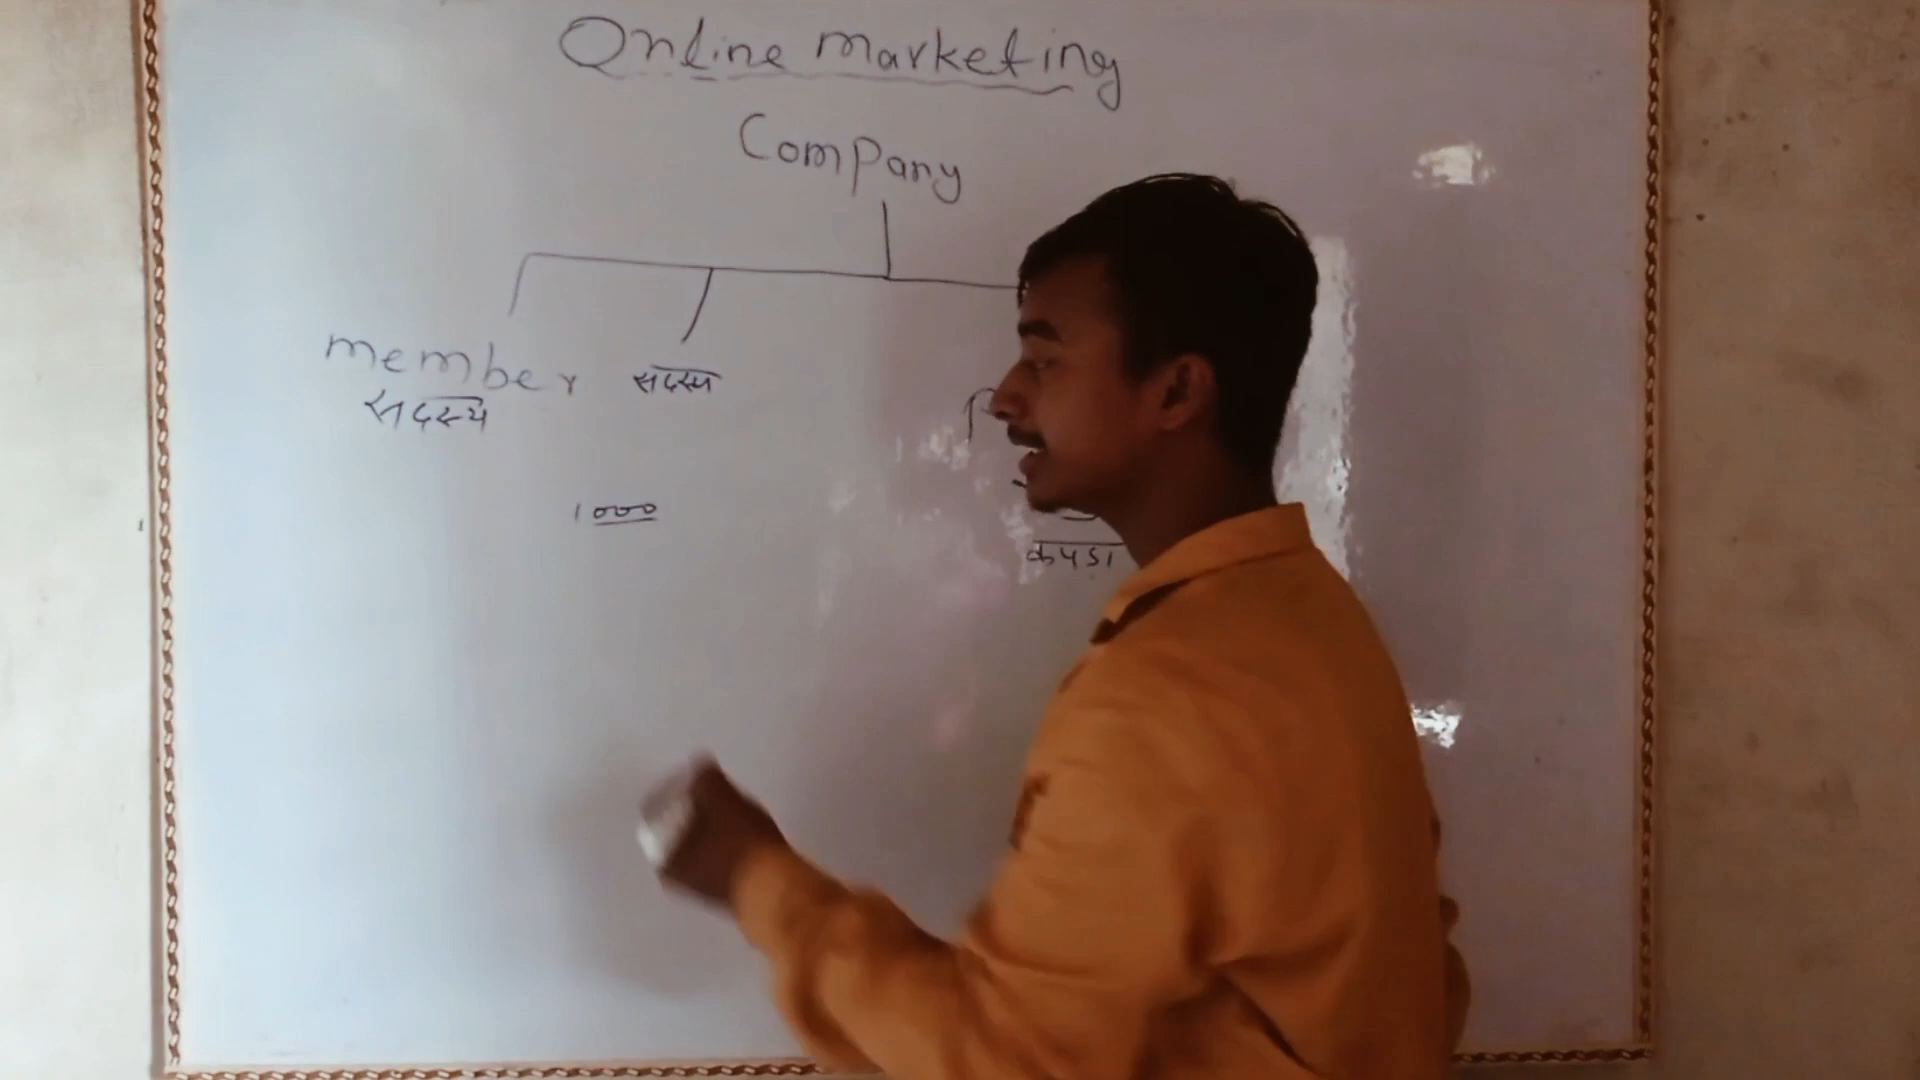 Online marketing
Company
member सदस्य
सदस्य
1000
कपडा